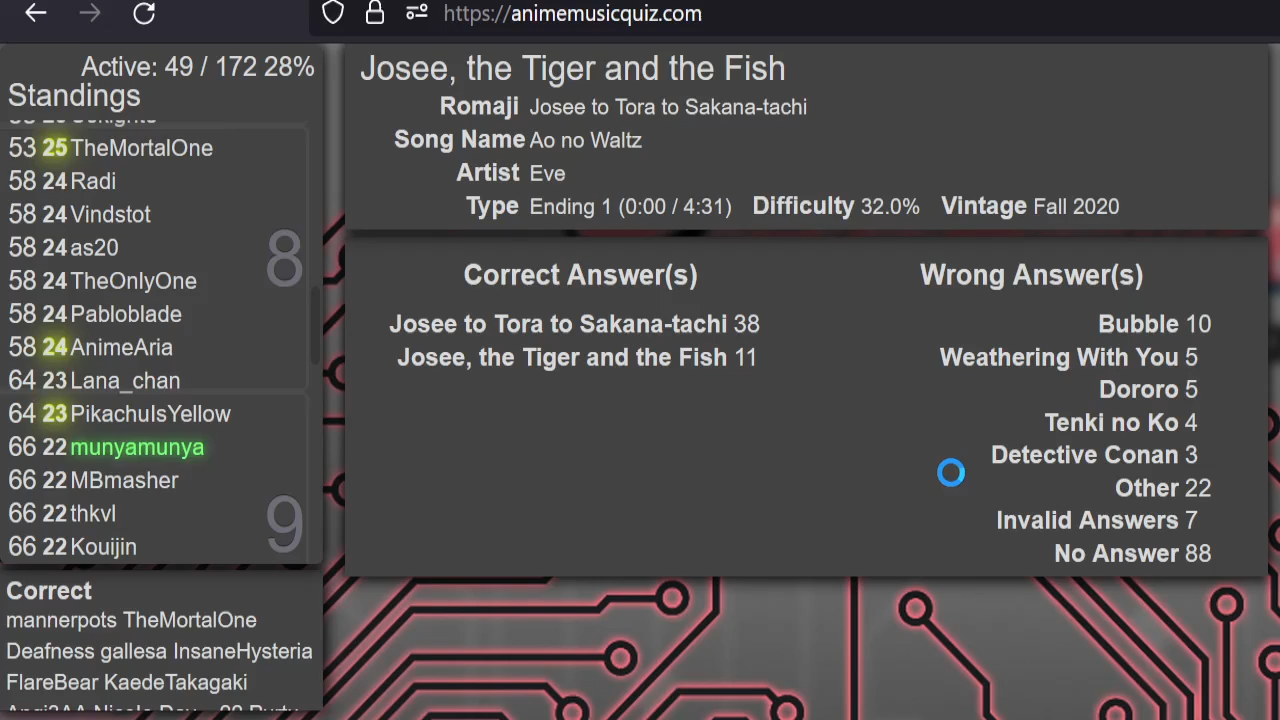 https://animemusicquiz.com
Active: 49 / 172 28%
Standings
53 25 TheMortalOne
58 24 Radi
58 24 Vindstot
58 24 as20
58 24 TheOnlyOne
58 24 Pabloblade
58 24 AnimeAria
64 23 Lana_chan
8
64 23 PikachuIsYellow
66 22 munyamunya
66 22 MBmasher
66 22 thkvl
66 22 Kouijin
9
Correct
mannerpots TheMortalOne
Deafness gallesa InsaneHysteria
FlareBear KaedeTakagaki
Josee, the Tiger and the Fish
Romaji Josee to Tora to Sakana-tachi
Song Name Ao no Waltz
Artist Eve
Type Ending 1 (0:00 / 4:31) Difficulty 32.0% Vintage Fall 2020
Correct Answer(s)
Josee to Tora to Sakana-tachi 38
Josee, the Tiger and the Fish 11
Wrong Answer(s)
Bubble 10
Weathering With You 5
Dororo 5
Tenki no Ko 4
Detective Conan 3
Other 22
Invalid Answers 7
No Answer 88